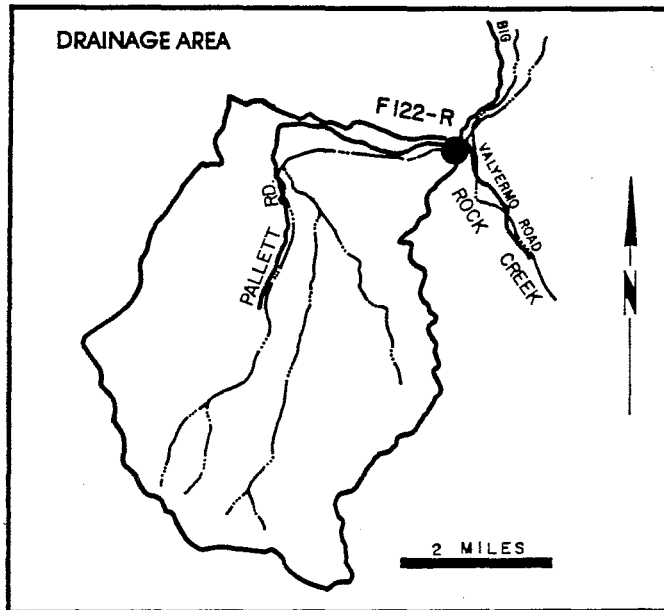 DRAINAGE AREA
BIG
F122-R
VALYERMO ROAD
ROCK
CREEK
PALLETT RD.
N
2 MILES